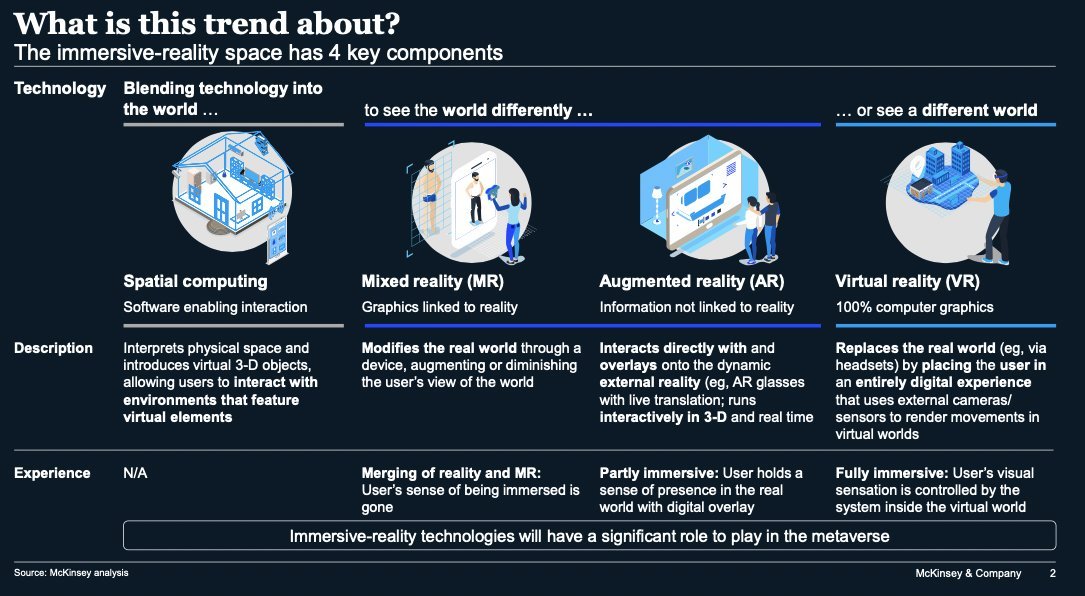 What is this trend about?
The immersive-reality space has 4 key components
Technology
Blending technology into
the world …
to see the world differently …
… or see a different world
Spatial computing
Software enabling interaction
Mixed reality (MR)
Graphics linked to reality
Augmented reality (AR)
Information not linked to reality
Virtual reality (VR)
100% computer graphics
Description
Interprets physical space and
introduces virtual 3-D objects,
allowing users to interact with
environments that feature
virtual elements
Modifies the real world through a
device, augmenting or diminishing
the user’s view of the world
Interacts directly with and
overlays onto the dynamic
external reality (eg, AR glasses
with live translation; runs
interactively in 3-D and real time
Replaces the real world (eg, via
headsets) by placing the user in
an entirely digital experience
that uses external cameras/
sensors to render movements in
virtual worlds
Experience
N/A
Merging of reality and MR:
User’s sense of being immersed is
gone
Partly immersive: User holds a
sense of presence in the real
world with digital overlay
Fully immersive: User’s visual
sensation is controlled by the
system inside the virtual world
Immersive-reality technologies will have a significant role to play in the metaverse
Source: McKinsey analysis
McKinsey & Company 2